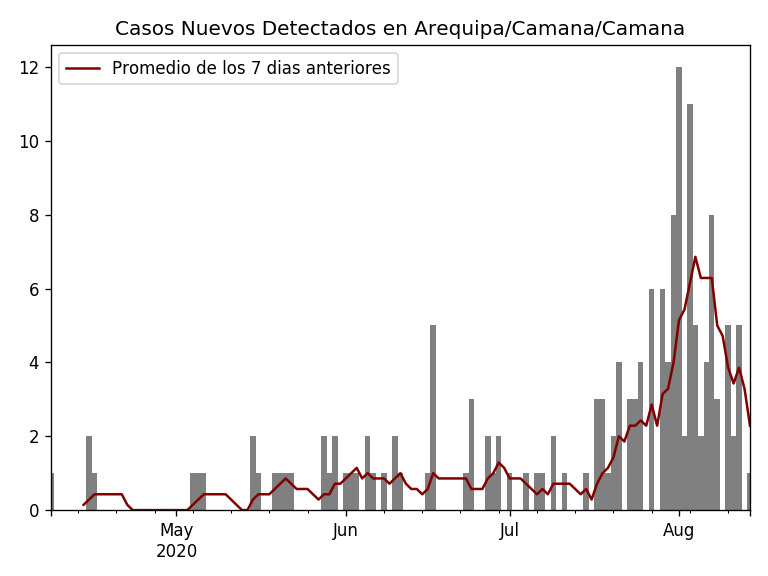 Casos Nuevos Detectados en Arequipa/Camana/Camana
Promedio de los 7 dias anteriores
12
10
8
6
4
2
0
May
2020
Jun
Jul
Aug